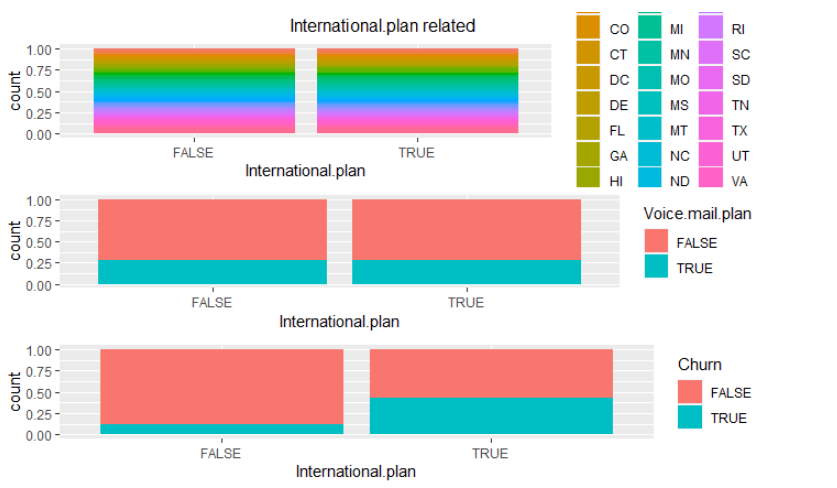 International.plan related
count
1.00
0.75
0.50
0.25
0.00
FALSE TRUE
International.plan
CO MI RI
CT MN SC
DC MO SD
DE MS TN
FL MT TX
GA NC UT
HI ND VA
count
1.00
0.75
0.50
0.25
0.00
FALSE TRUE
International.plan
Voice.mail.plan
FALSE
TRUE
count
1.00
0.75
0.50
0.25
0.00
FALSE TRUE
International.plan
Churn
FALSE
TRUE